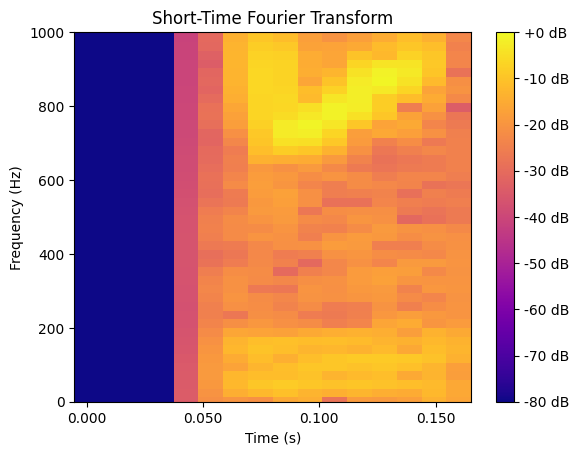 Short-Time Fourier Transform
1000
800
600
400
200
0
Frequency (Hz)
0.000
0.050
0.100
0.150
Time (s)
+0 dB
-10 dB
-20 dB
-30 dB
-40 dB
-50 dB
-60 dB
-70 dB
-80 dB